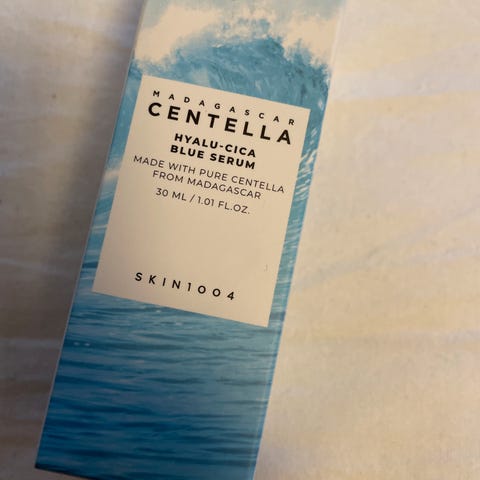 MADAGASCAR
CENTELLA
HYALU-CICA
BLUE SERUM
MADE WITH PURE CENTELLA
FROM MADAGASCAR
30 ML / 1.01 FL.OZ.
SKIN1004